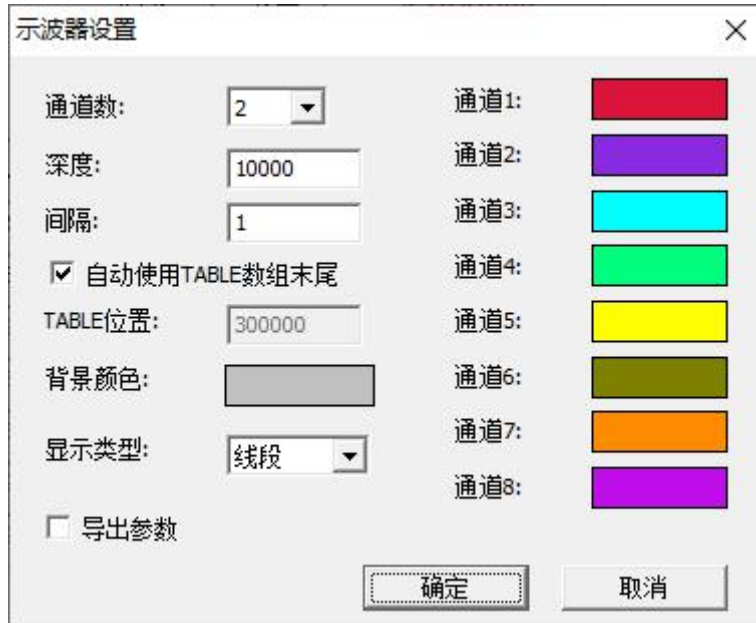 示波器设置
通道数: 2
深度: 10000
间隔: 1
自动使用TABLE数组末尾
TABLE位置: 300000
背景颜色:
显示类型: 线段
导出参数
通道1:
通道2:
通道3:
通道4:
通道5:
通道6:
通道7:
通道8:
确定 取消